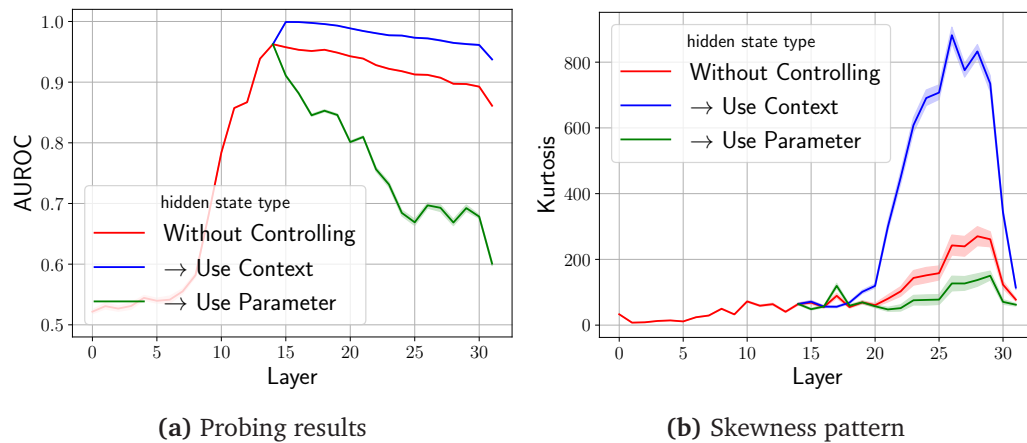 AUROC
1.0
0.9
0.8
0.7
0.6
0.5
hidden state type
Without Controlling
→ Use Context
→ Use Parameter
0 5 10 15 20 25 30
Layer
(a) Probing results
Kurtosis
800
600
400
200
0
hidden state type
Without Controlling
→ Use Context
→ Use Parameter
0 5 10 15 20 25 30
Layer
(b) Skewness pattern